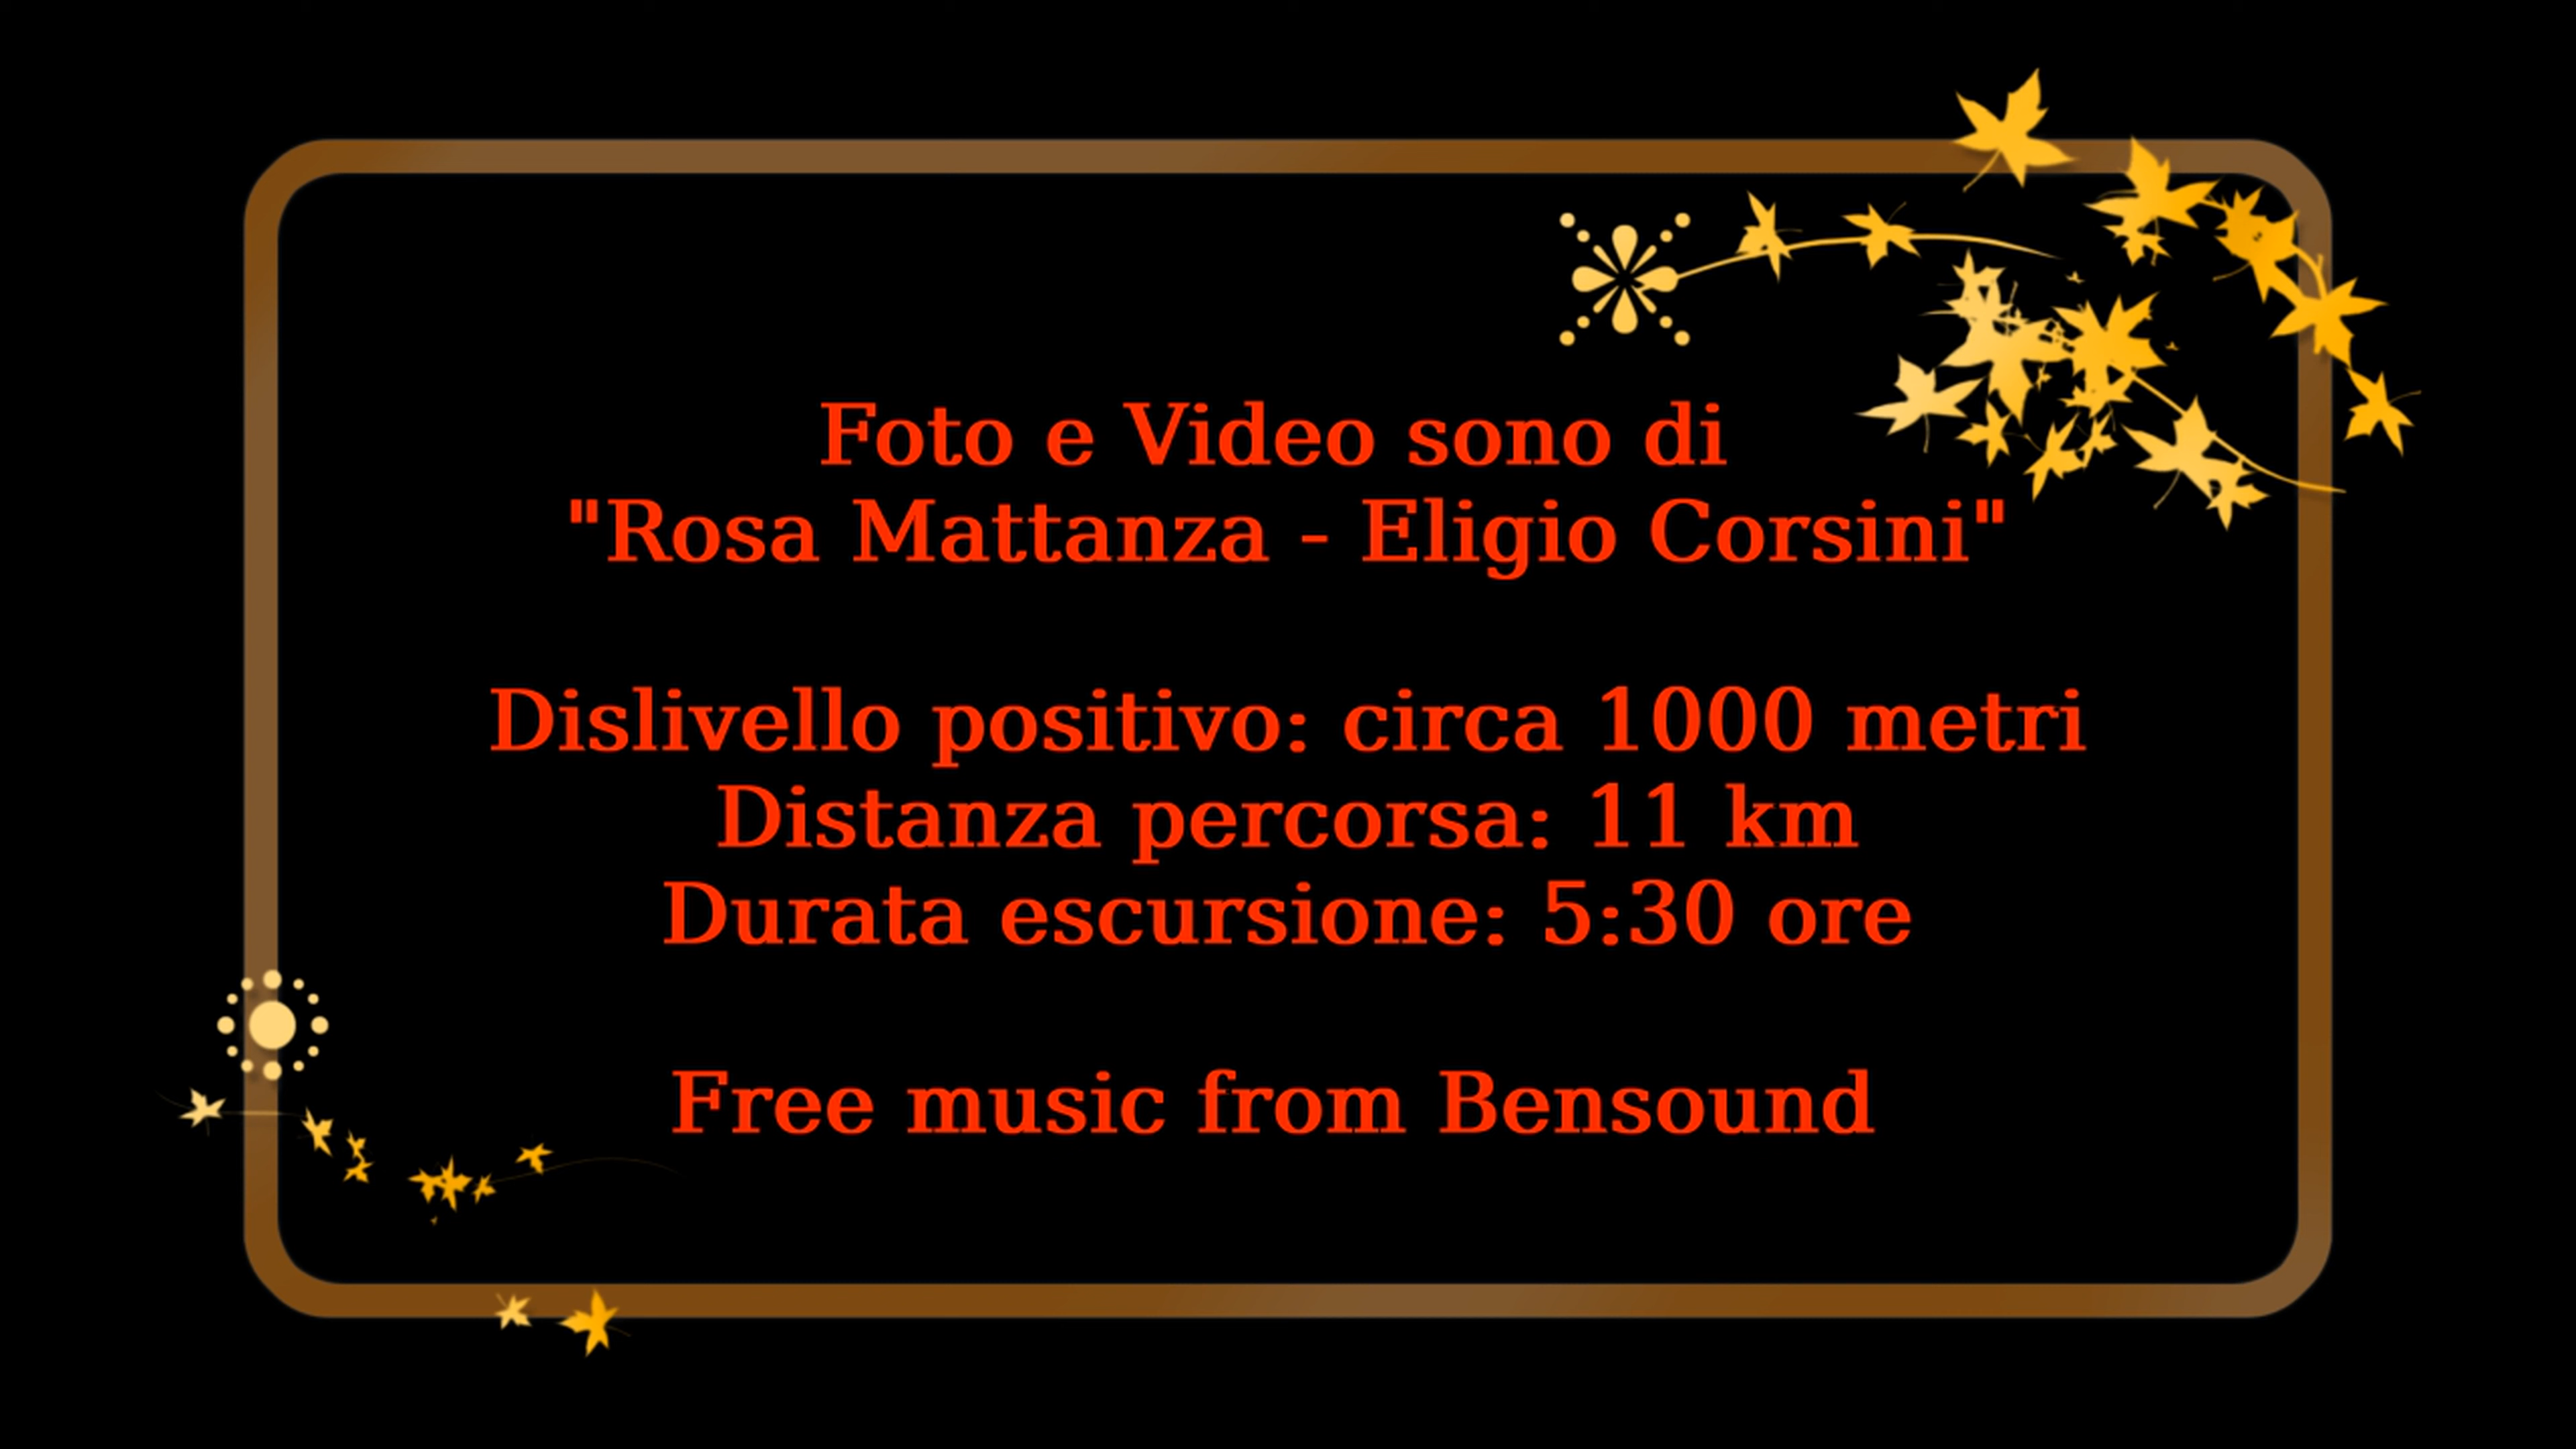 Foto e Video sono di
"Rosa Mattanza - Eligio Corsini"
Dislivello positivo: circa 1000 metri
Distanza percorsa: 11 km
Durata escursione: 5:30 ore
Free music from Bensound